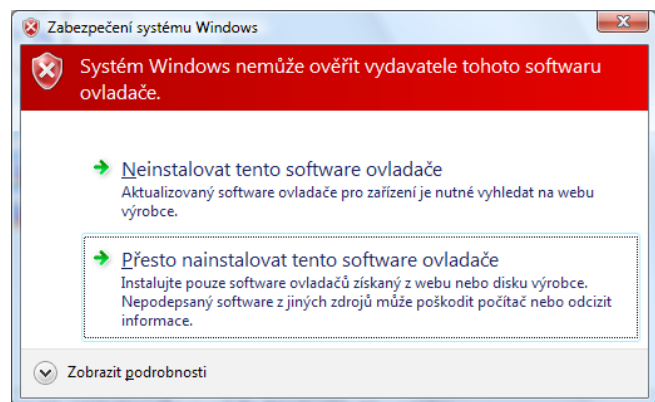 Zabezpečení systému Windows
Systém Windows nemůže ověřit vydavatele tohoto softwaru
ovladače.
Neinstalovat tento software ovladače
Aktualizovaný software ovladače pro zařízení je nutné vyhledat na webu
výrobce.
Přesto nainstalovat tento software ovladače
Instalujte pouze software ovladačů získaný z webu nebo disku výrobce.
Nepodepsaný software z jiných zdrojů může poškodit počítač nebo odcizit
informace.
Zobrazit podrobnosti